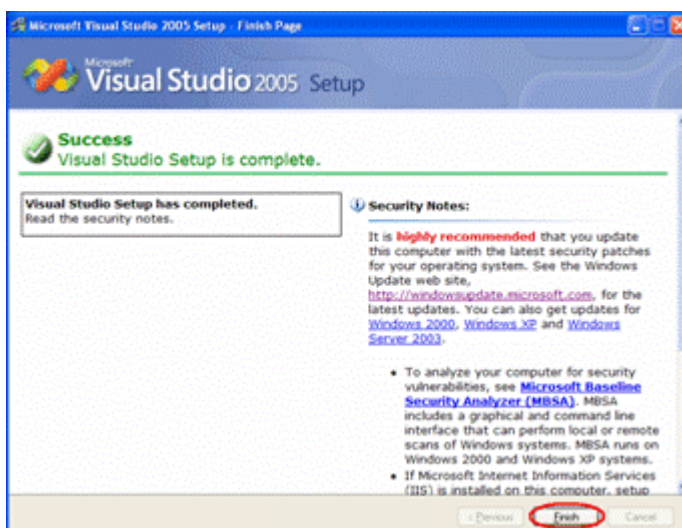 Microsoft Visual Studio 2005 Setup - Finish Page
Microsoft
Visual Studio 2005 Setup
Success
Visual Studio Setup is complete.
Visual Studio Setup has completed.
Read the security notes.
Security Notes:
It is highly recommended that you update
this computer with the latest security patches
for your operating system. See the Windows
Update web site,
http://windowsupdate.microsoft.com, for the
latest updates. You can also get updates for
Windows 2000, Windows XP and Windows
Server 2003.
• To analyze your computer for security
vulnerabilities, see Microsoft Baseline
Security Analyzer (MBSA). MBSA
includes a graphical and command line
interface that can perform local or remote
scans of Windows systems. MBSA runs on
Windows 2000 and Windows XP systems.
• If Microsoft Internet Information Services
(IIS) is installed on this computer, setup
< Previous
Finish
Cancel